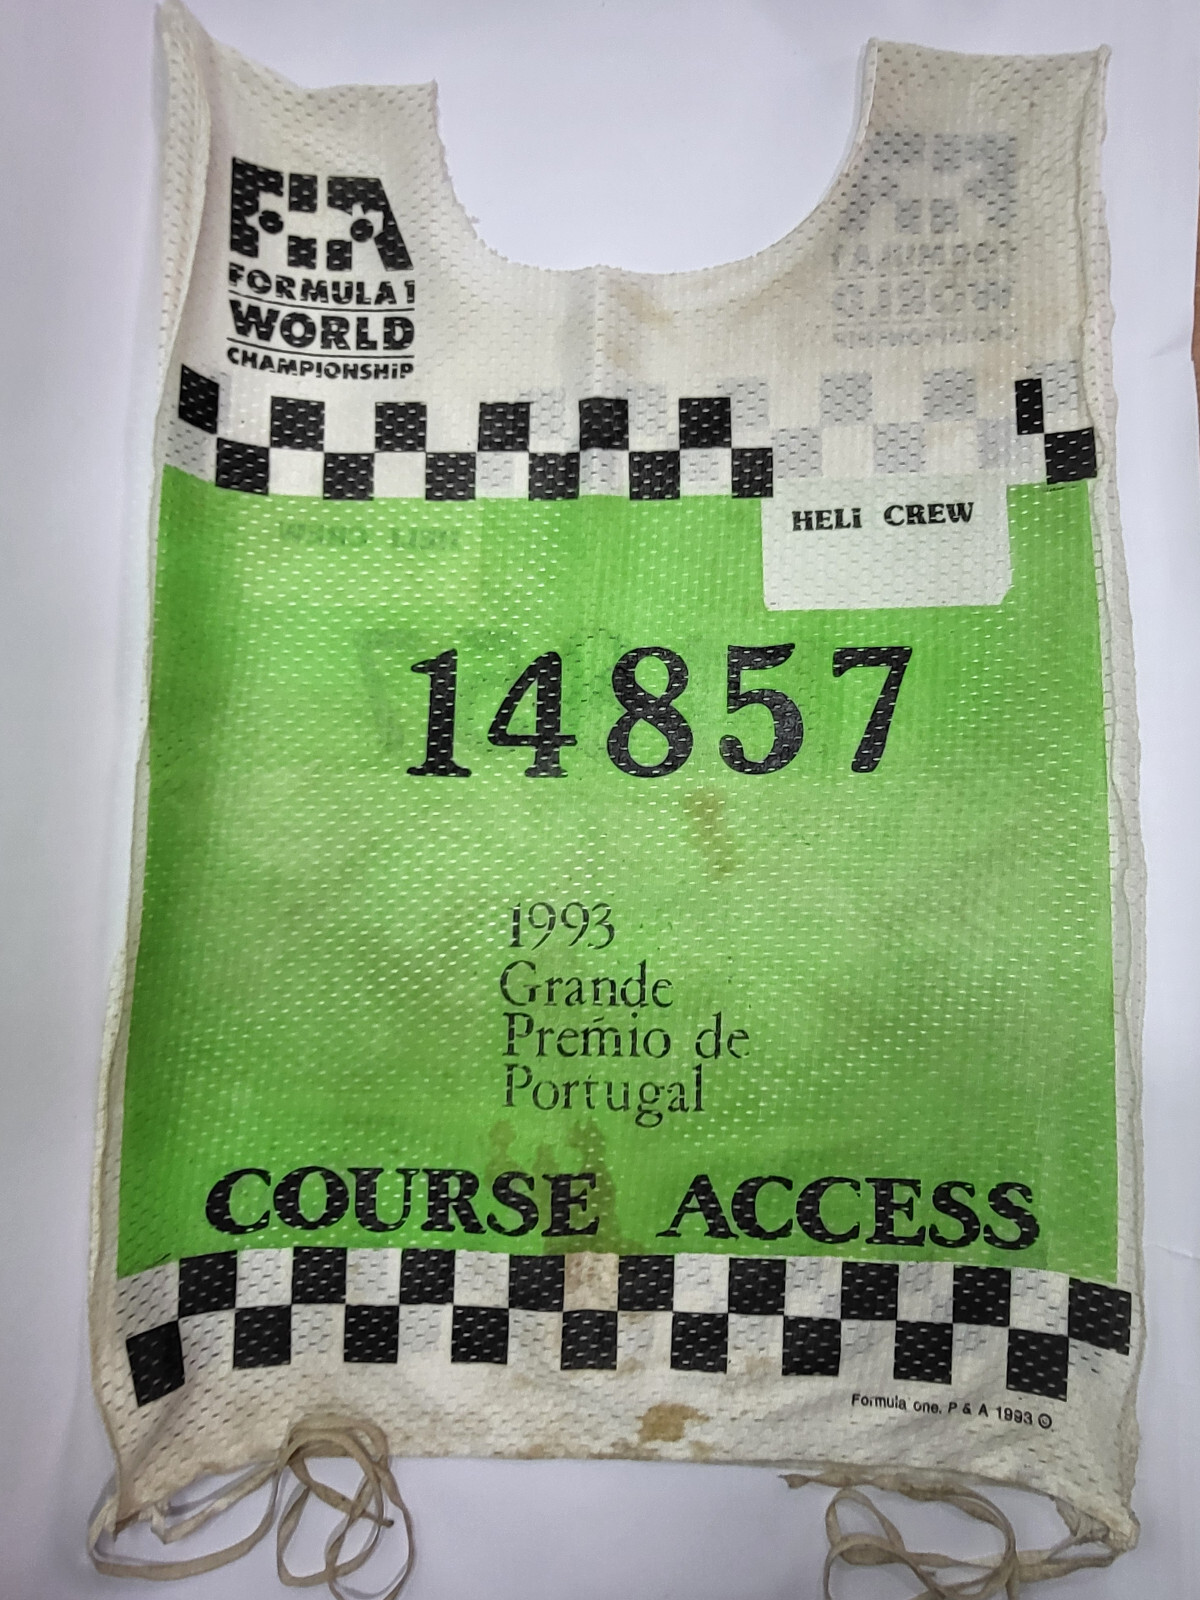 FIA
FORMULA 1
WORLD
CHAMPIONSHIP
HELI CREW
14857
1993
Grande
Premio de
Portugal
COURSE ACCESS
Formula one, P & A 1993 ©